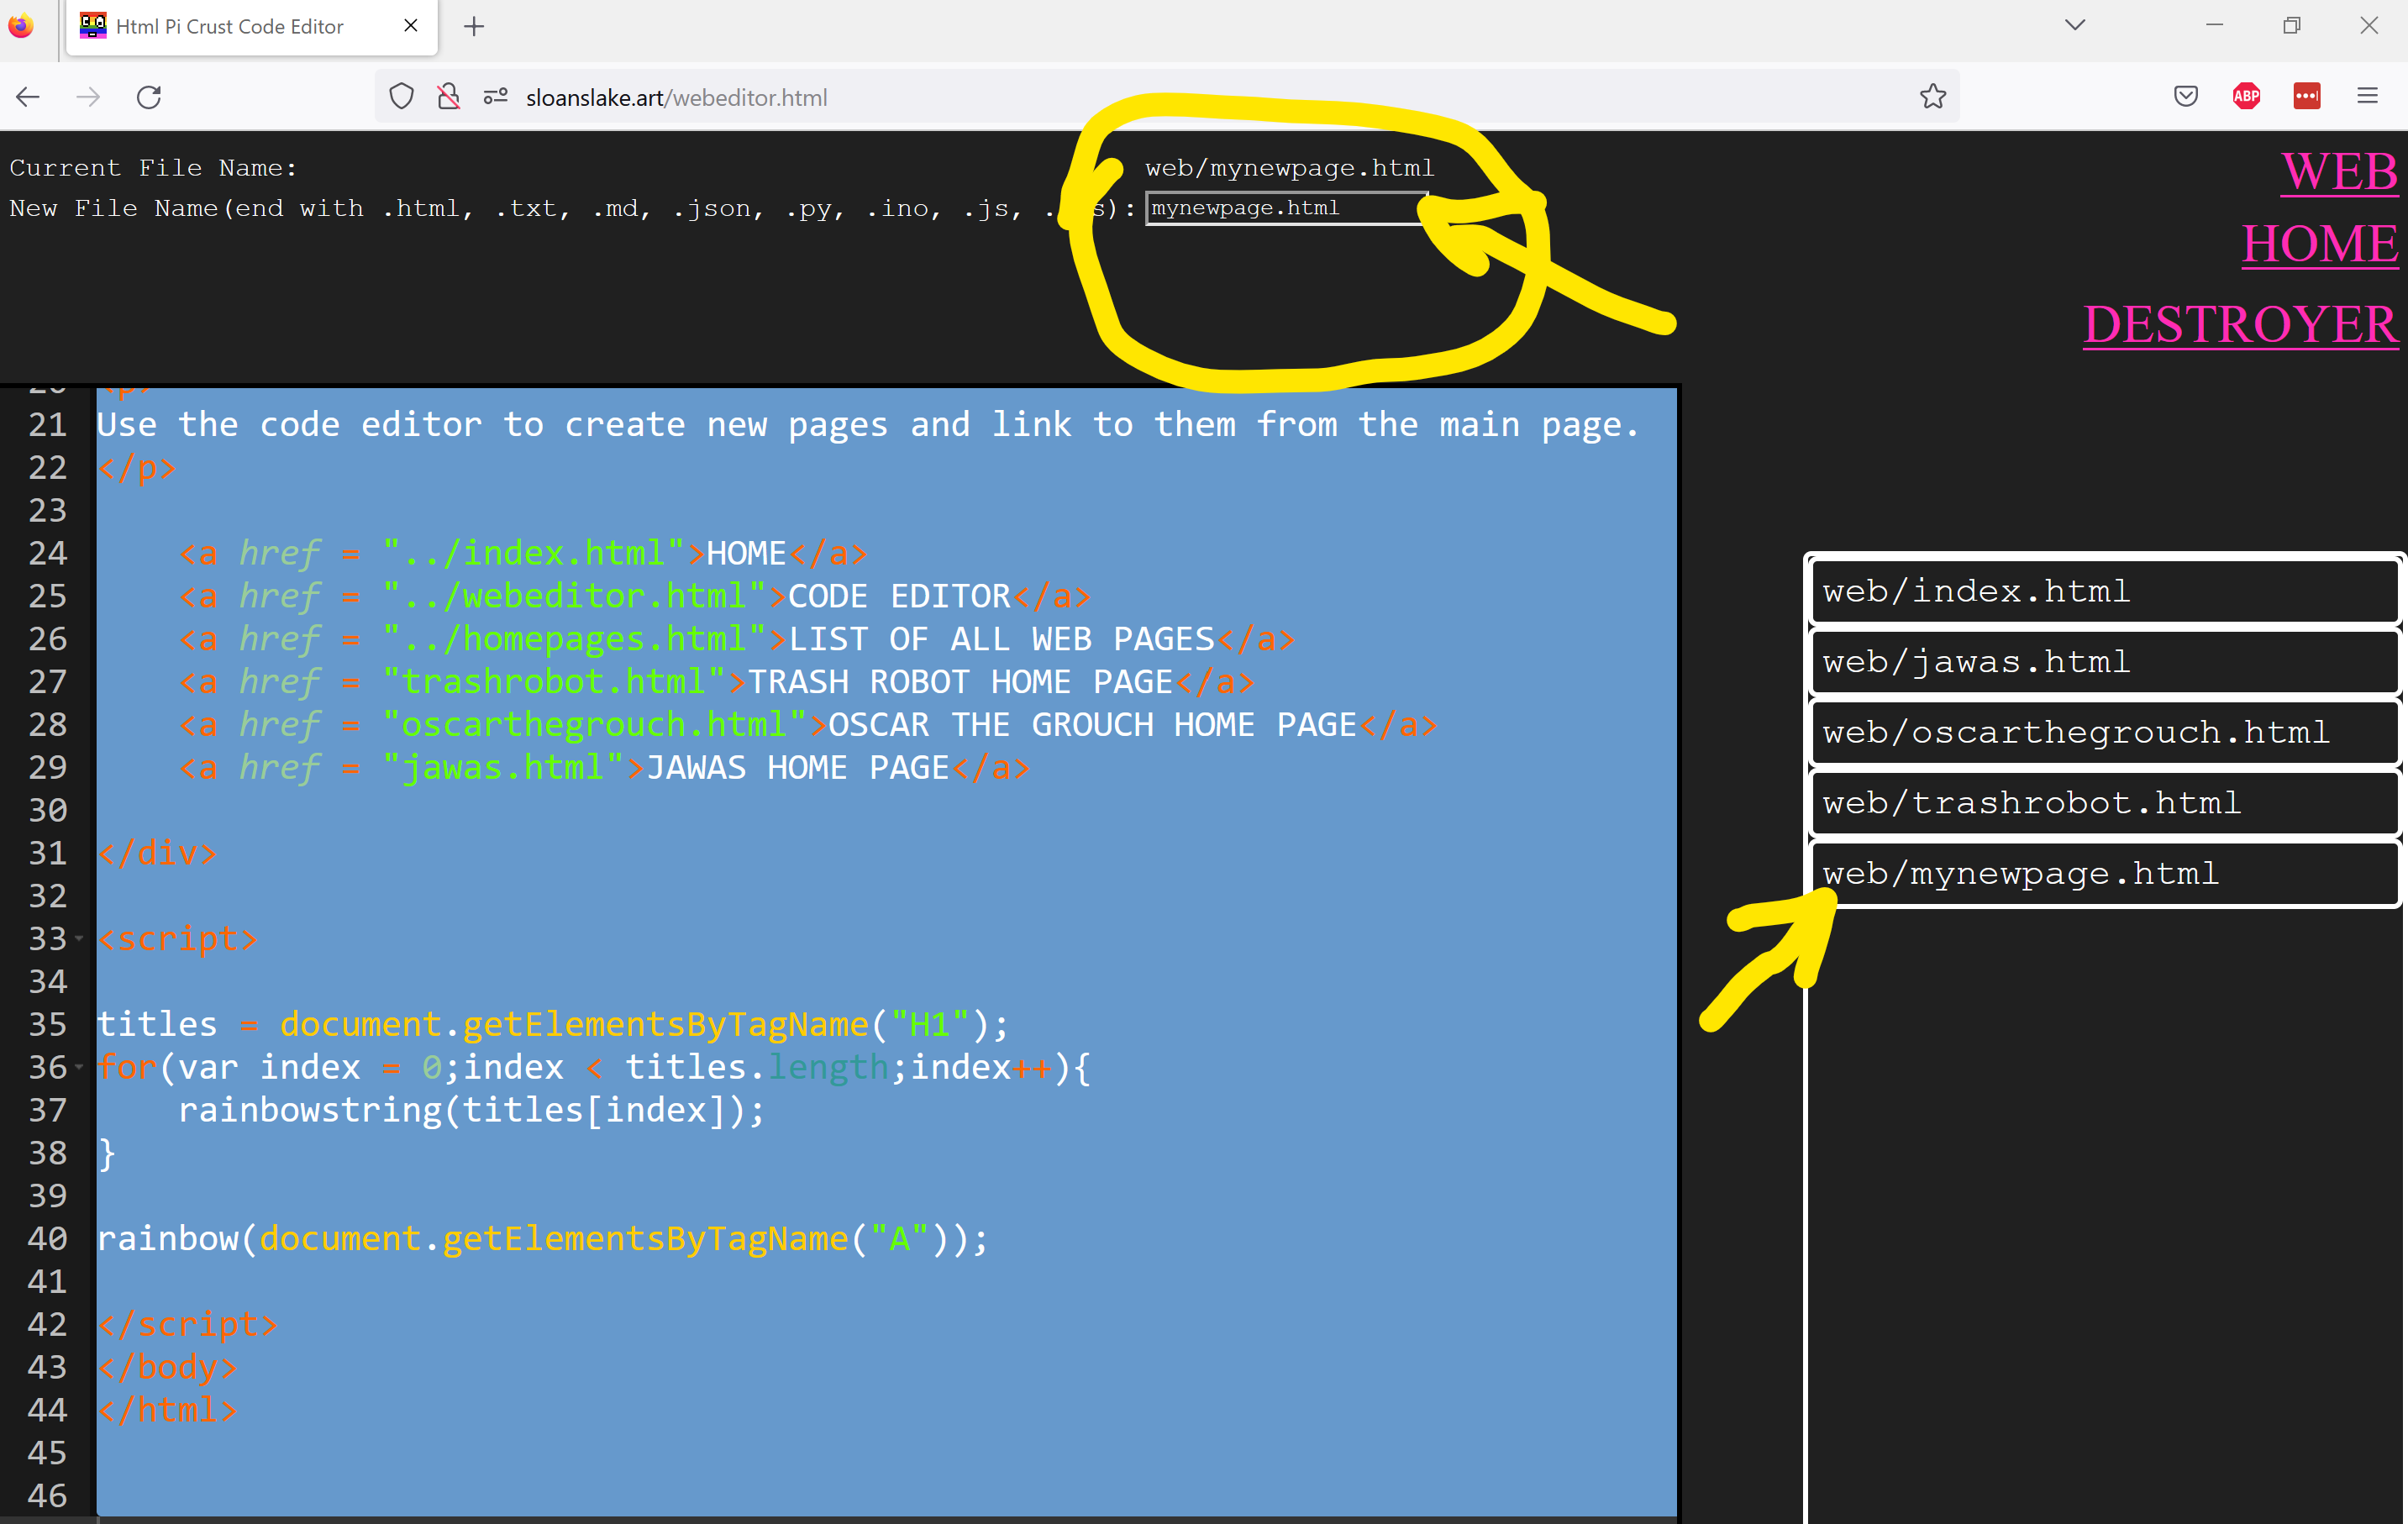 Html Pi Crust Code Editor
sloanslake.art/webeditor.html
ABP
Current File Name: web/mynewpage.html
New File Name(end with .html, .txt, .md, .json, .py, .ino, .js, . s): mynewpage.html
WEB
HOME
DESTROYER
20 <p>
21 Use the code editor to create new pages and link to them from the main page.
22 </p>
23
24 <a href = "../index.html">HOME</a>
25 <a href = "../webeditor.html">CODE EDITOR</a>
26 <a href = "../homepages.html">LIST OF ALL WEB PAGES</a>
27 <a href = "trashrobot.html">TRASH ROBOT HOME PAGE</a>
28 <a href = "oscarthegrouch.html">OSCAR THE GROUCH HOME PAGE</a>
29 <a href = "jawas.html">JAWAS HOME PAGE</a>
30
31 </div>
32
33 <script>
34
35 titles = document.getElementsByTagName("H1");
36 for(var index = 0;index < titles.length;index++){
37 rainbowstring(titles[index]);
38 }
39
40 rainbow(document.getElementsByTagName("A"));
41
42 </script>
43 </body>
44 </html>
45
46
web/index.html
web/jawas.html
web/oscarthegrouch.html
web/trashrobot.html
web/mynewpage.html